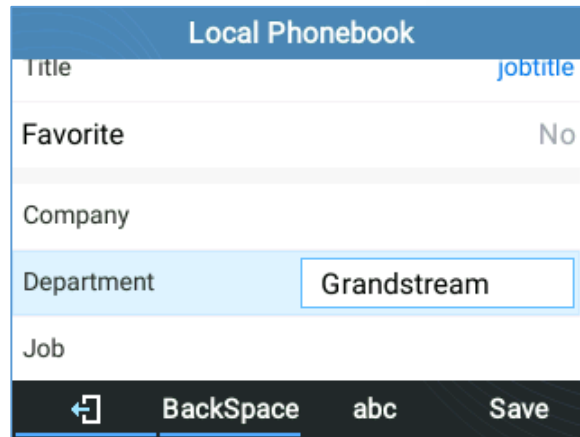 Local Phonebook
Title jobtitle
Favorite No
Company
Department Grandstream
Job
BackSpace abc Save